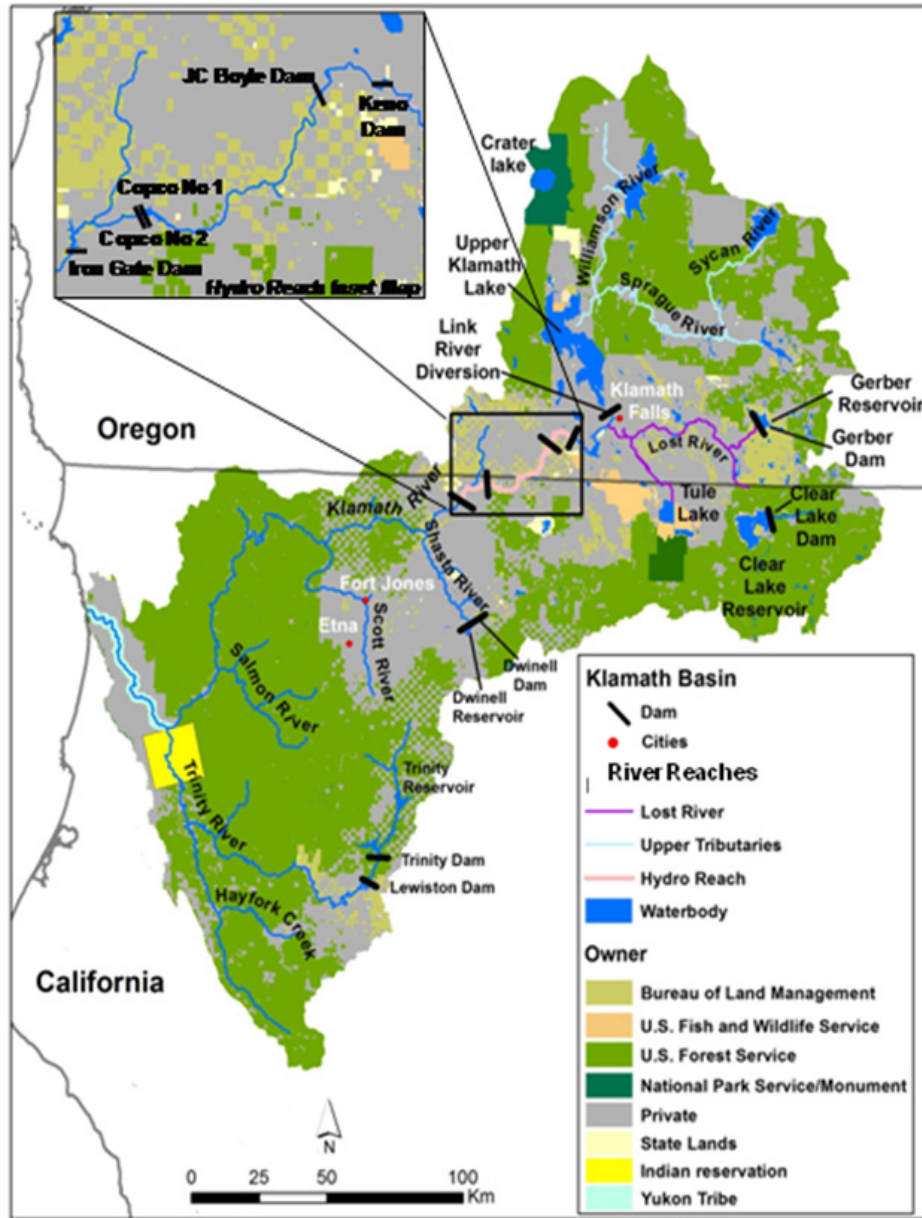 JC Boyle Dam
Keno
Dam
Copco No 1
Copco No 2
Iron Gate Dam
Hydro Reach Inset Map
Crater
lake
Williamson River
Sycan River
Upper
Klamath
Lake
Sprague River
Link
River
Diversion
Klamath
Falls
Gerber
Reservoir
Gerber
Dam
Oregon
Lost River
Klamath River
Tule
Lake
Clear
Lake
Dam
Clear
Lake
Reservoir
Shasta River
Fort Jones
Etna
Scott River
Salmon River
Dwinell
Dam
Dwinell
Reservoir
Trinity
Reservoir
Trinity River
Trinity Dam
Lewiston Dam
Hayfork Creek
California
N
0 25 50 100
Km
Klamath Basin
Dam
Cities
River Reaches
Lost River
Upper Tributaries
Hydro Reach
Waterbody
Owner
Bureau of Land Management
U.S. Fish and Wildlife Service
U.S. Forest Service
National Park Service/Monument
Private
State Lands
Indian reservation
Yukon Tribe